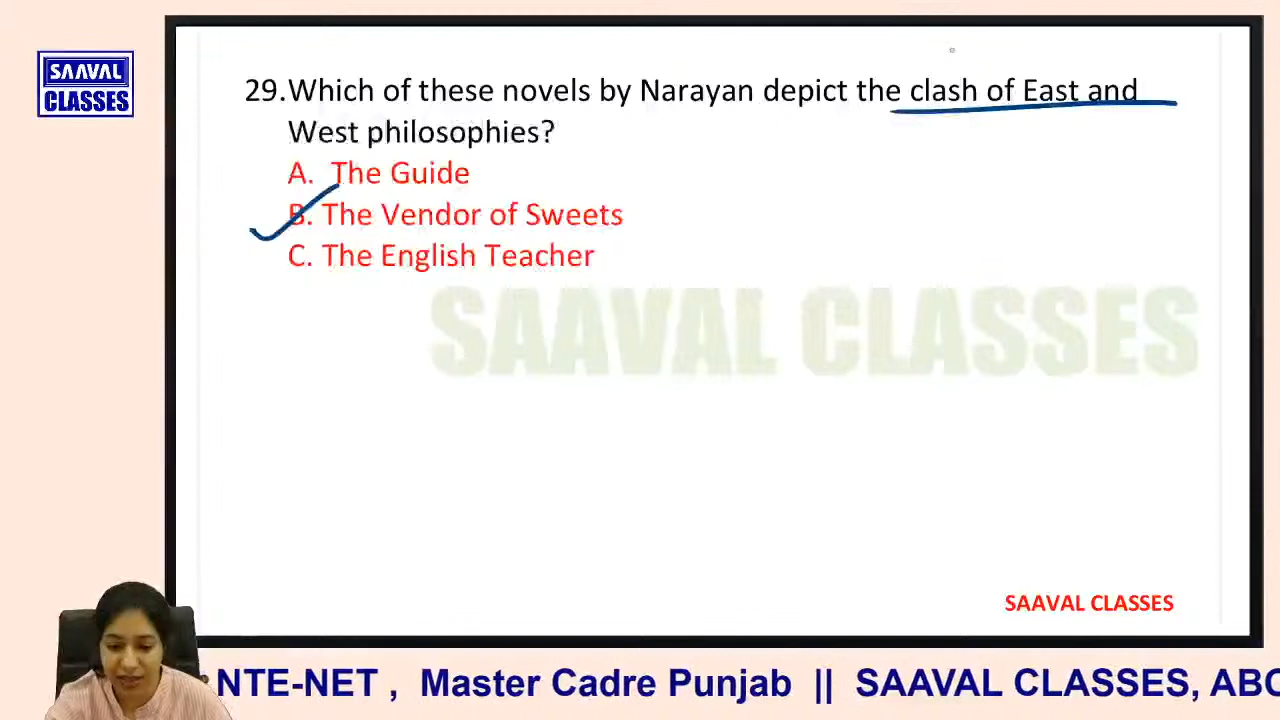 SAAVAL
CLASSES
29.Which of these novels by Narayan depict the clash of East and
West philosophies?
A. The Guide
B. The Vendor of Sweets
C. The English Teacher
SAAVAL CLASSES
SAAVAL CLASSES
NTE-NET , Master Cadre Punjab || SAAVAL CLASSES, ABO